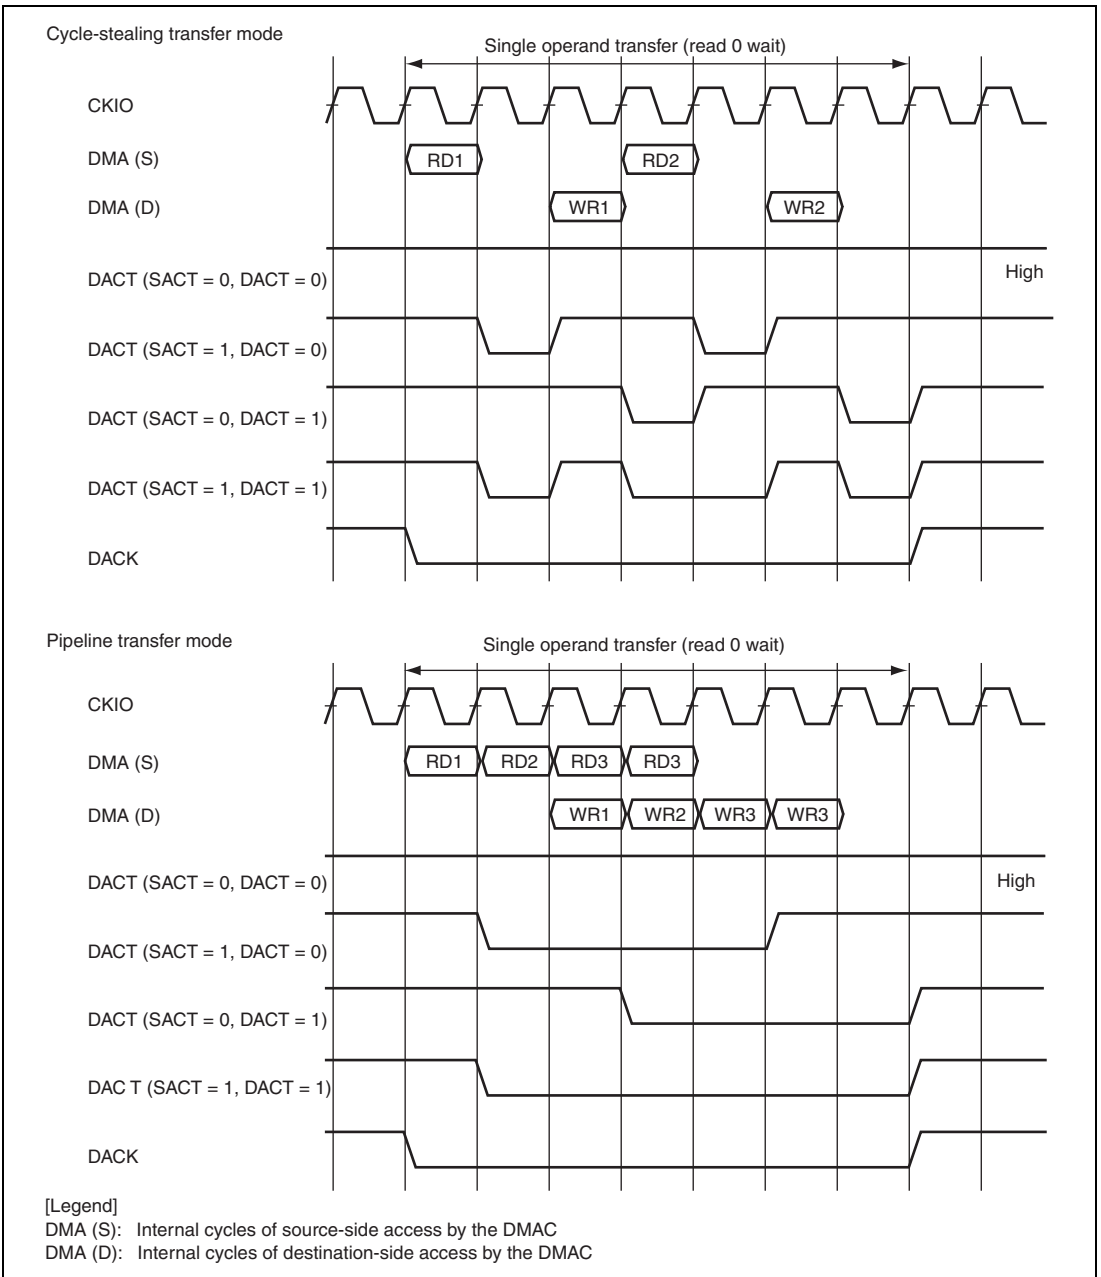 Cycle-stealing transfer mode
Single operand transfer (read 0 wait)
CKIO
DMA (S)
RD1
RD2
DMA (D)
WR1
WR2
DACT (SACT = 0, DACT = 0)
High
DACT (SACT = 1, DACT = 0)
DACT (SACT = 0, DACT = 1)
DACT (SACT = 1, DACT = 1)
DACK
Pipeline transfer mode
Single operand transfer (read 0 wait)
CKIO
DMA (S)
RD1
RD2
RD3
RD3
DMA (D)
WR1
WR2
WR3
WR3
DACT (SACT = 0, DACT = 0)
High
DACT (SACT = 1, DACT = 0)
DACT (SACT = 0, DACT = 1)
DAC T (SACT = 1, DACT = 1)
DACK
[Legend]
DMA (S): Internal cycles of source-side access by the DMAC
DMA (D): Internal cycles of destination-side access by the DMAC